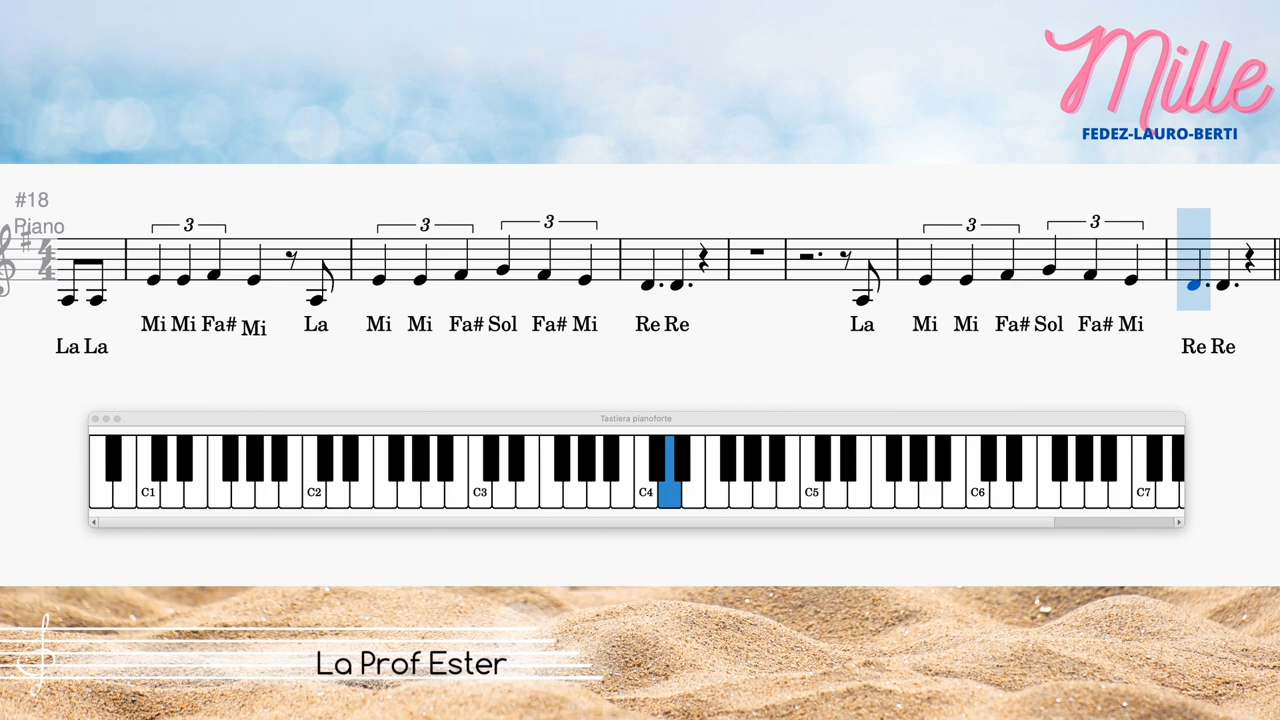 Mille
FEDEZ-LAURO-BERTI
#18
Piano
3 3 3 3 3
Mi Mi Fa# Mi La Mi Mi Fa# Sol Fa# Mi Re Re La Mi Mi Fa# Sol Fa# Mi
La La Re Re
Tastiera pianoforte
C1 C2 C3 C4 C5 C6 C7
La Prof Ester